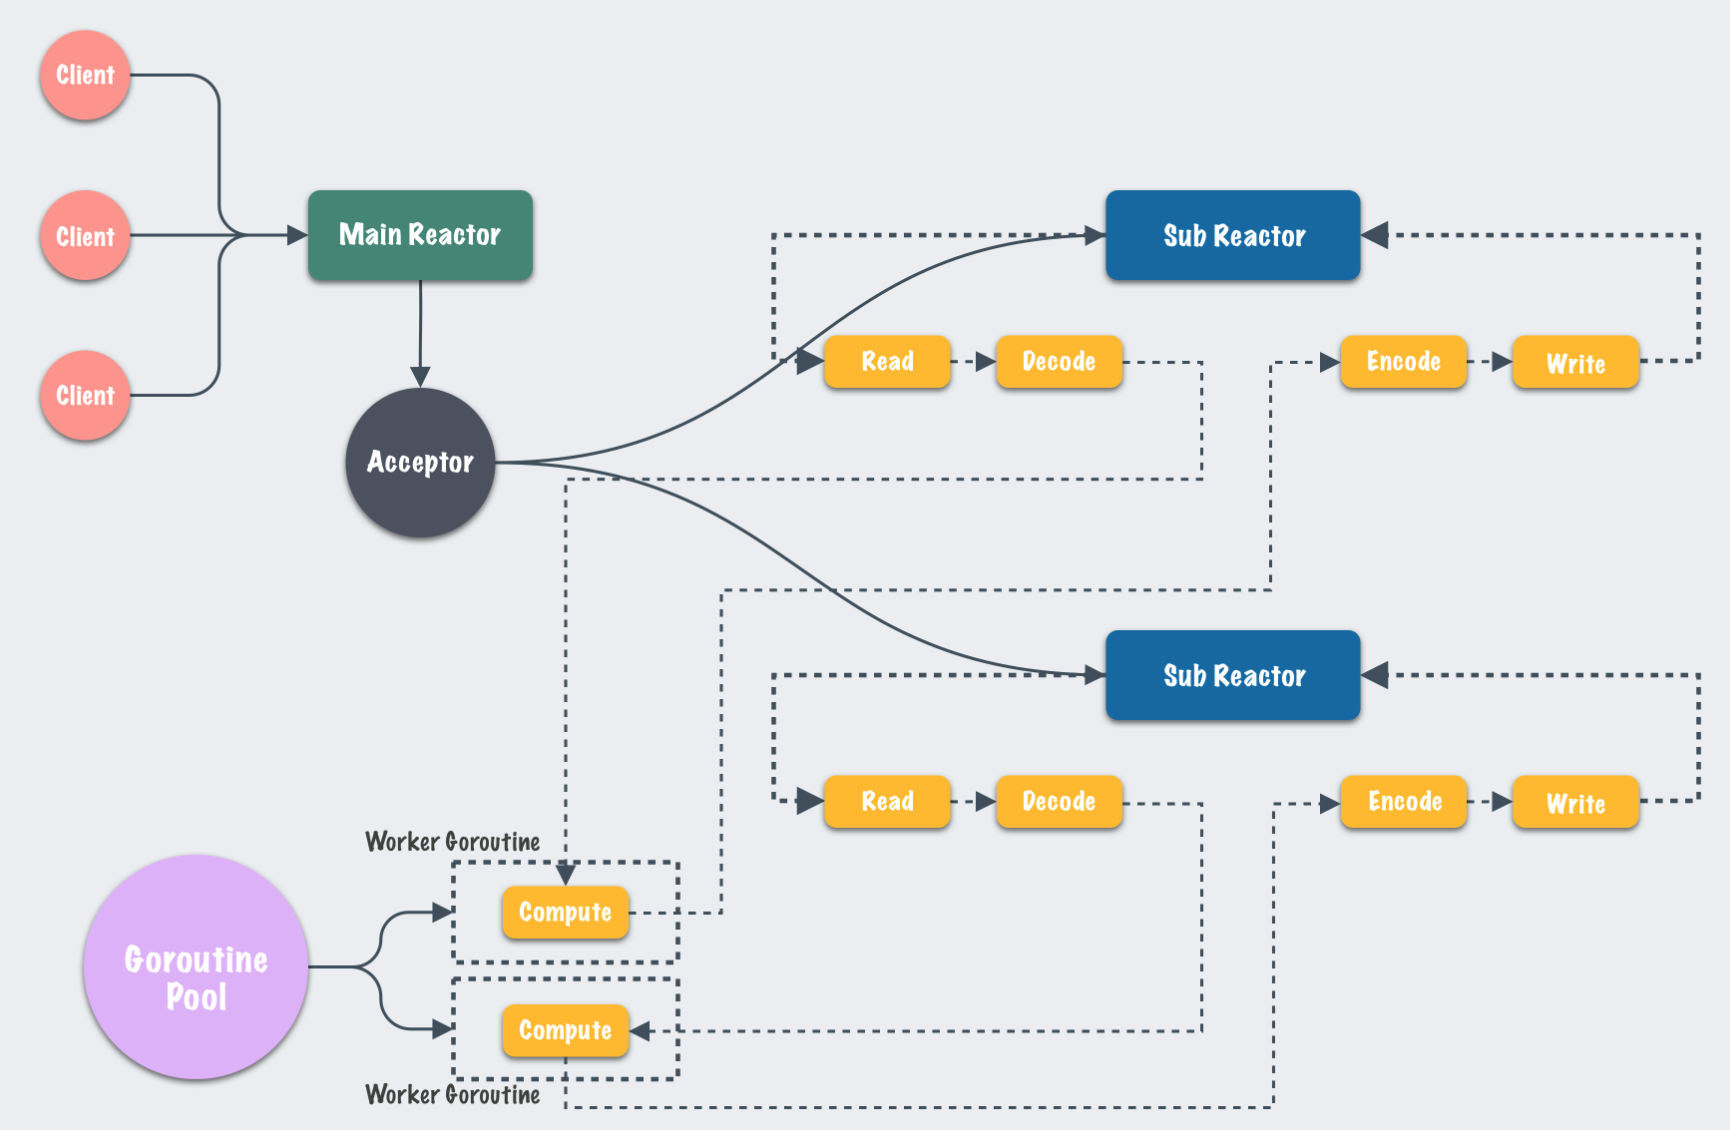 Client
Client
Client
Main Reactor
Acceptor
Sub Reactor
Read
Decode
Encode
Write
Sub Reactor
Read
Decode
Encode
Write
Worker Goroutine
Compute
Goroutine
Pool
Compute
Worker Goroutine